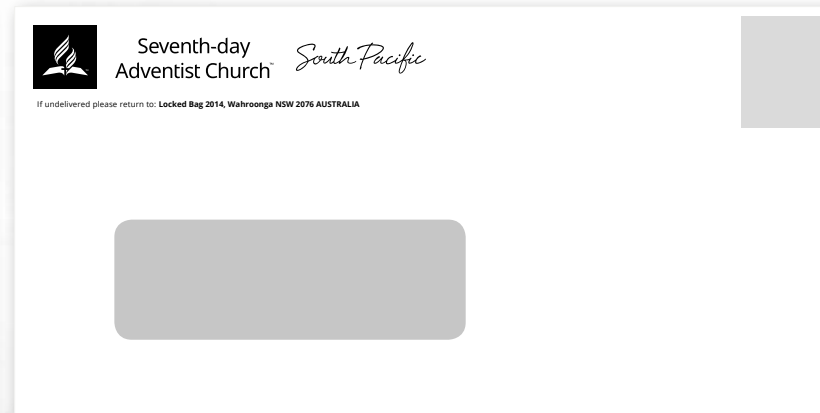 Seventh-day
Adventist Church™
South Pacific
If undelivered please return to: Locked Bag 2014, Wahroonga NSW 2076 AUSTRALIA